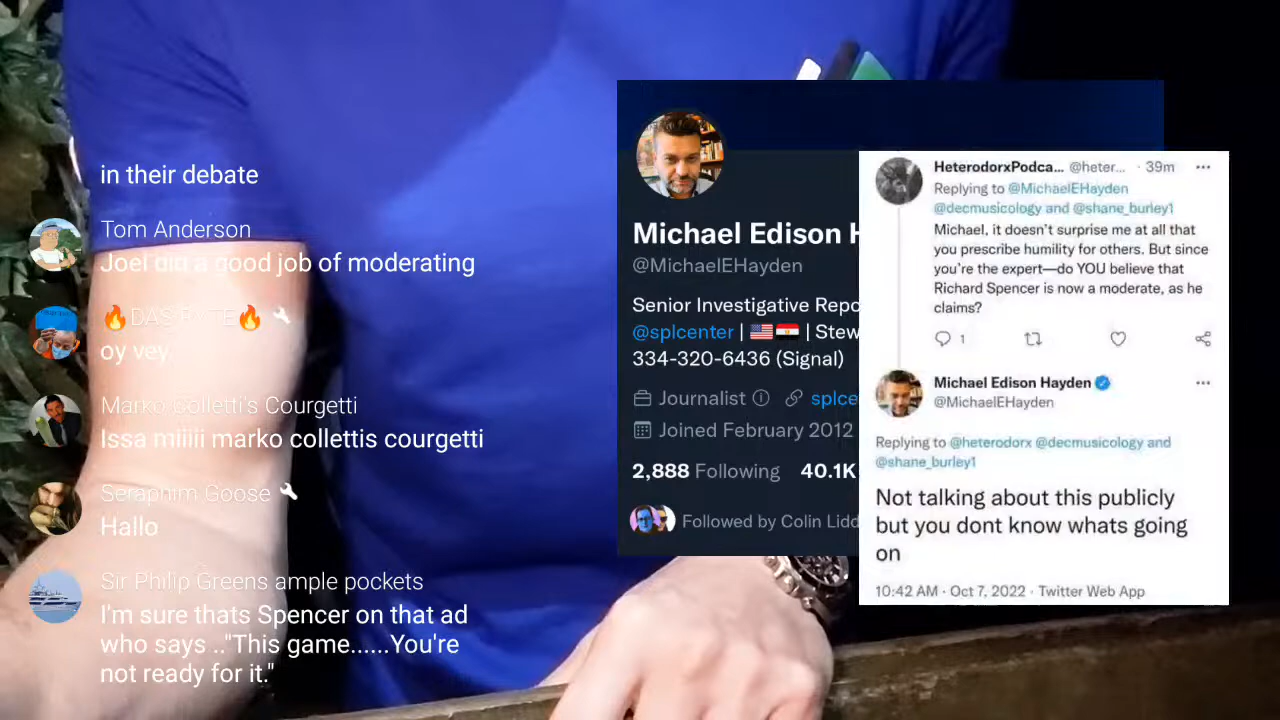 in their debate
Tom Anderson
Joel did a good job of moderating
🔥DAS PYTE🔥
oy vey
Marko Colletti's Courgetti
Issa miiiii marko collettis courgetti
Seraphim Goose
Hallo
Sir Philip Greens ample pockets
I'm sure thats Spencer on that ad
who says .."This game......You're
not ready for it."
Michael Edison H
@MichaelEHayden
Senior Investigative Repo
@splcenter | 🇺🇸🇪🇬 | Stew
334-320-6436 (Signal)
Journalist
splce
Joined February 2012
2,888 Following 40.1K
Followed by Colin Lidd
HeterodorxPodca... @heter... · 39m
Replying to @MichaelEHayden
@decmusicology and @shane_burley1
Michael, it doesn't surprise me at all that
you prescribe humility for others. But since
you're the expert—do YOU believe that
Richard Spencer is now a moderate, as he
claims?
1
Michael Edison Hayden
@MichaelEHayden
Replying to @heterodorx @decmusicology and
@shane_burley1
Not talking about this publicly
but you dont know whats going
on
10:42 AM · Oct 7, 2022 · Twitter Web App